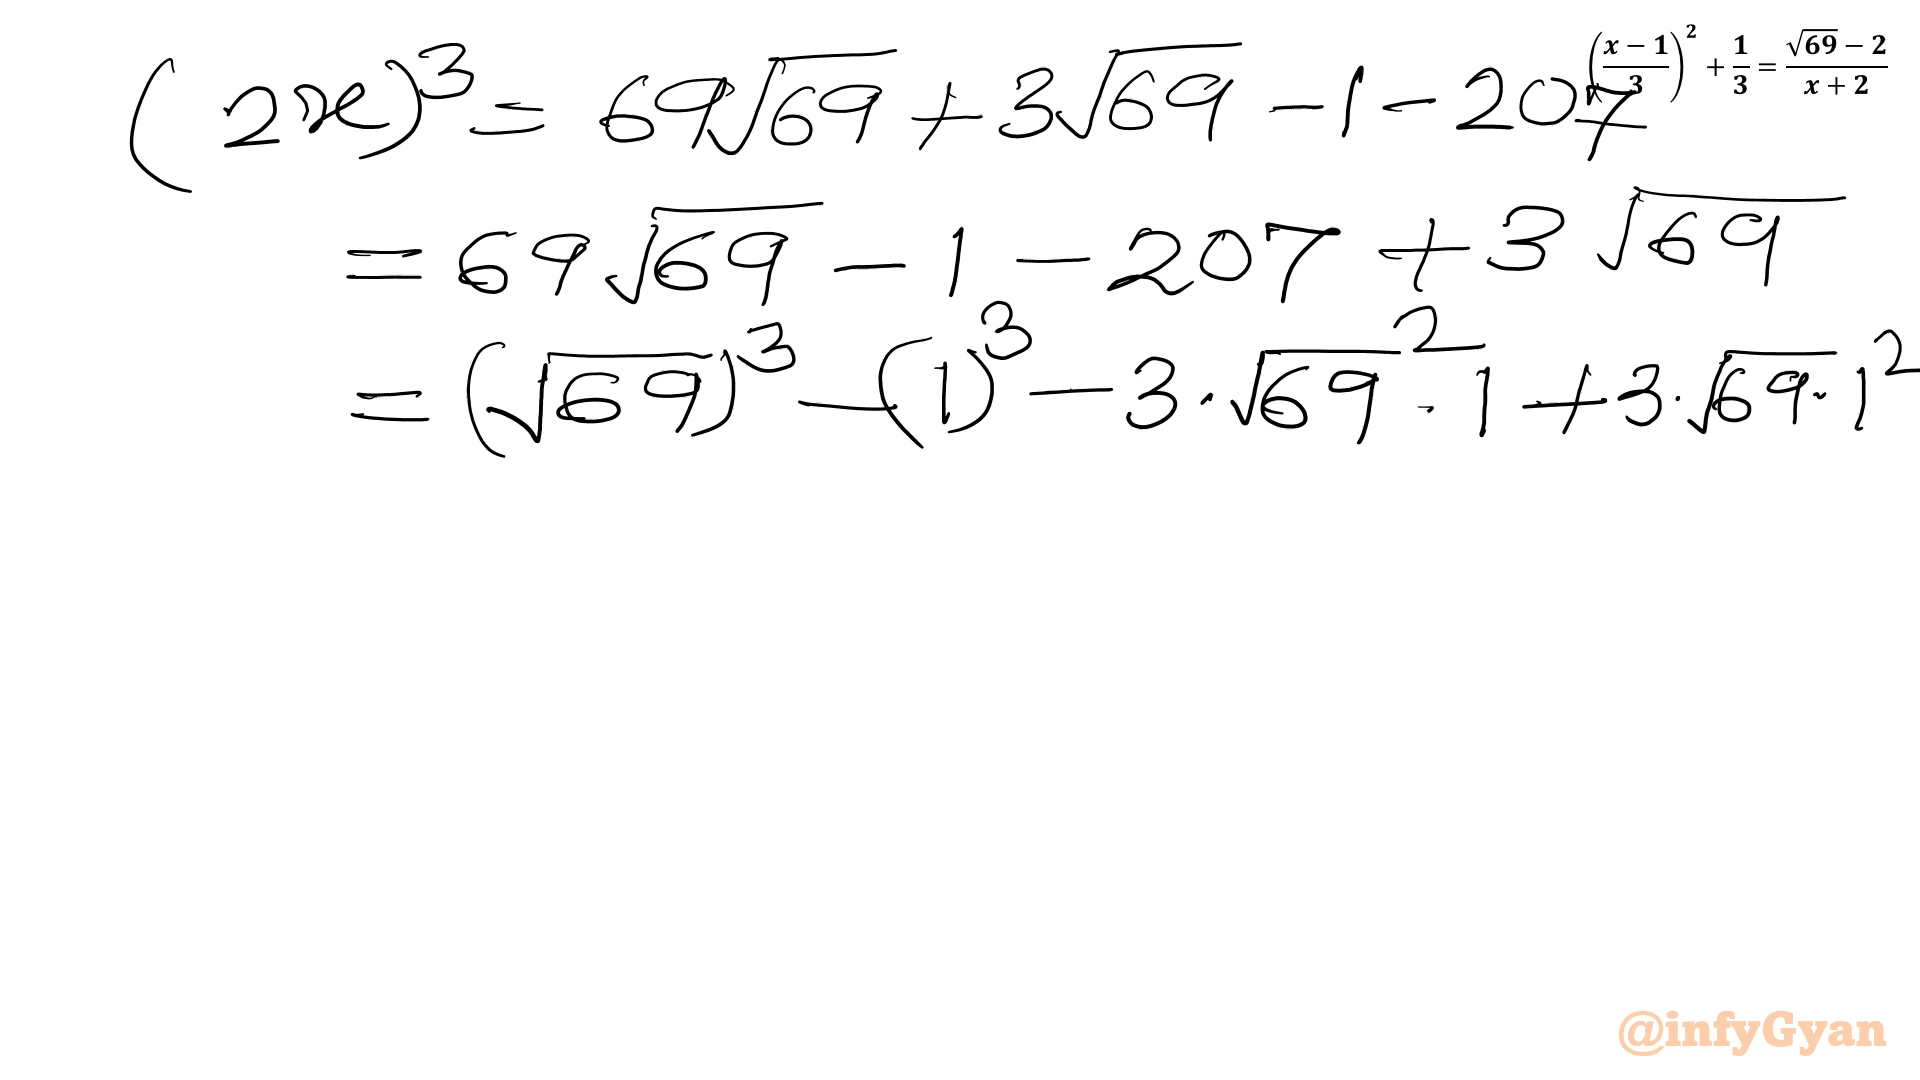 ((x − 1)/3)² + 1/3 = (√69 − 2)/(x + 2)
(2x)³ = 69√69 + 3√69 − 1 − 207
= 69√69 − 1 − 207 + 3√69
= (√69)³ − (1)³ − 3·√69²·1 + 3·√69·1²
@infyGyan